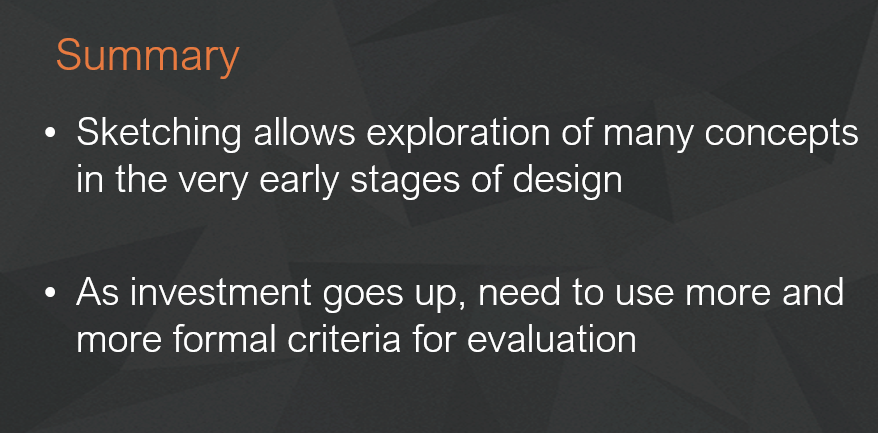 Summary
• Sketching allows exploration of many concepts
in the very early stages of design
• As investment goes up, need to use more and
more formal criteria for evaluation